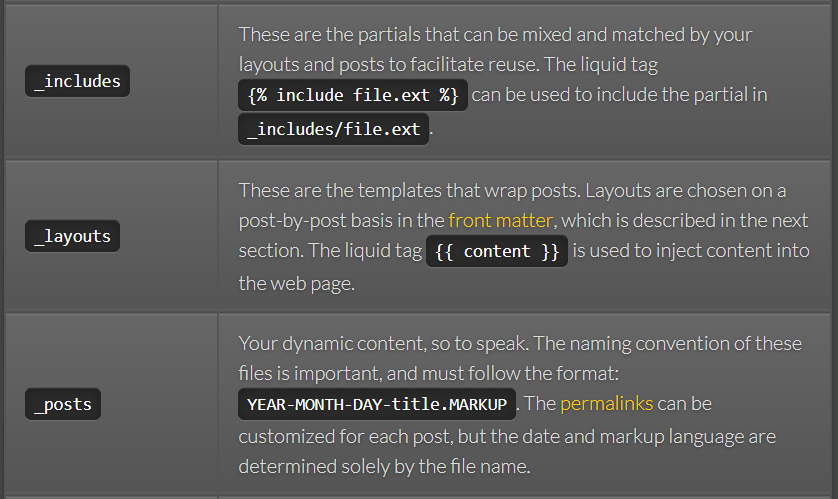 _includes
These are the partials that can be mixed and matched by your
layouts and posts to facilitate reuse. The liquid tag
{% include file.ext %} can be used to include the partial in
_includes/file.ext.
_layouts
These are the templates that wrap posts. Layouts are chosen on a
post-by-post basis in the front matter, which is described in the next
section. The liquid tag {{ content }} is used to inject content into
the web page.
_posts
Your dynamic content, so to speak. The naming convention of these
files is important, and must follow the format:
YEAR-MONTH-DAY-title.MARKUP. The permalinks can be
customized for each post, but the date and markup language are
determined solely by the file name.